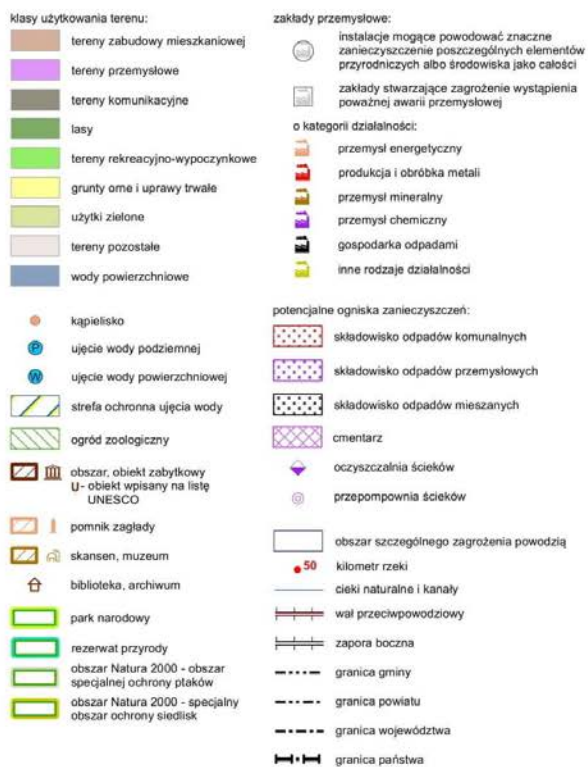 klasy użytkowania terenu:
tereny zabudowy mieszkaniowej
tereny przemysłowe
tereny komunikacyjne
lasy
tereny rekreacyjno-wypoczynkowe
grunty orne i uprawy trwałe
użytki zielone
tereny pozostałe
wody powierzchniowe
kąpielisko
P
ujęcie wody podziemnej
W
ujęcie wody powierzchniowej
strefa ochronna ujęcia wody
ogród zoologiczny
obszar, obiekt zabytkowy
U - obiekt wpisany na listę
UNESCO
pomnik zagłady
skansen, muzeum
biblioteka, archiwum
park narodowy
rezerwat przyrody
obszar Natura 2000 - obszar
specjalnej ochrony ptaków
obszar Natura 2000 - specjalny
obszar ochrony siedlisk
zakłady przemysłowe:
instalacje mogące powodować znaczne
zanieczyszczenie poszczególnych elementów
przyrodniczych albo środowiska jako całości
zakłady stwarzające zagrożenie wystąpienia
poważnej awarii przemysłowej
o kategorii działalności:
przemysł energetyczny
produkcja i obróbka metali
przemysł mineralny
przemysł chemiczny
gospodarka odpadami
inne rodzaje działalności
potencjalne ogniska zanieczyszczeń:
składowisko odpadów komunalnych
składowisko odpadów przemysłowych
składowisko odpadów mieszanych
cmentarz
oczyszczalnia ścieków
przepompownia ścieków
obszar szczególnego zagrożenia powodzią
50
kilometr rzeki
cieki naturalne i kanały
wał przeciwpowodziowy
zapora boczna
granica gminy
granica powiatu
granica województwa
granica państwa